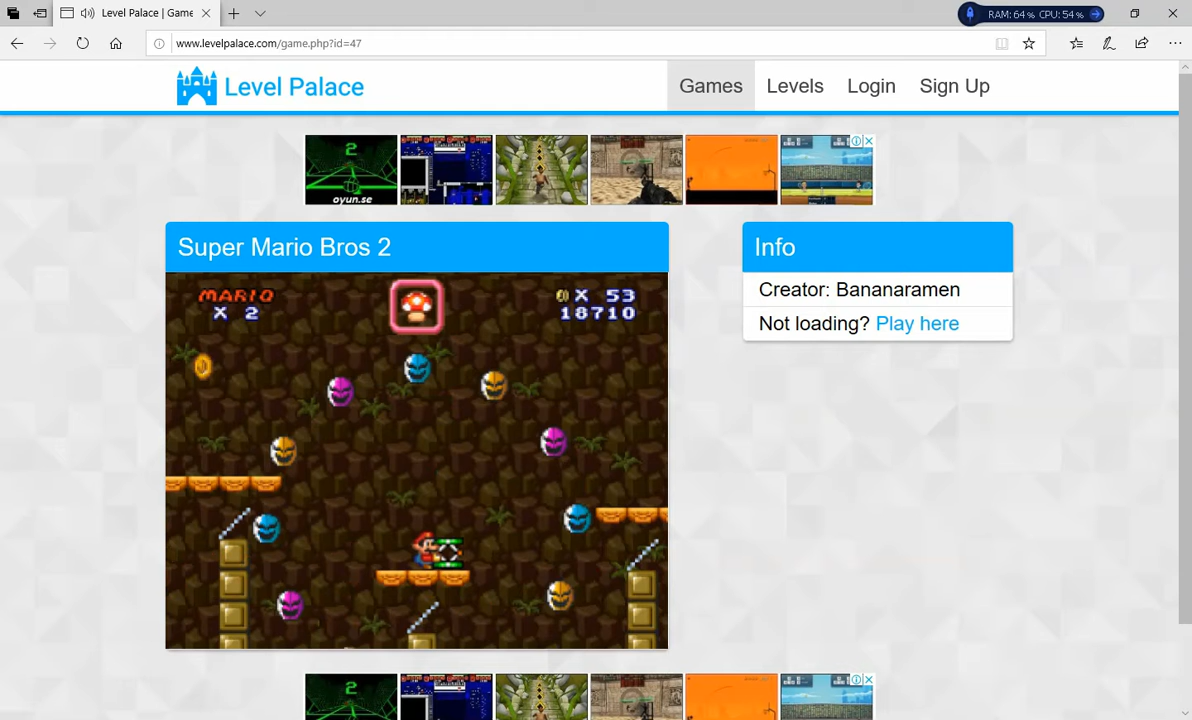 Level Palace | Game
RAM: 64% CPU: 54%
www.levelpalace.com/game.php?id=47
Level Palace
Games
Levels
Login
Sign Up
2
oyun.se
Super Mario Bros 2
Info
MARIO
X 2
X 53
18710
Creator: Bananaramen
Not loading? Play here
2